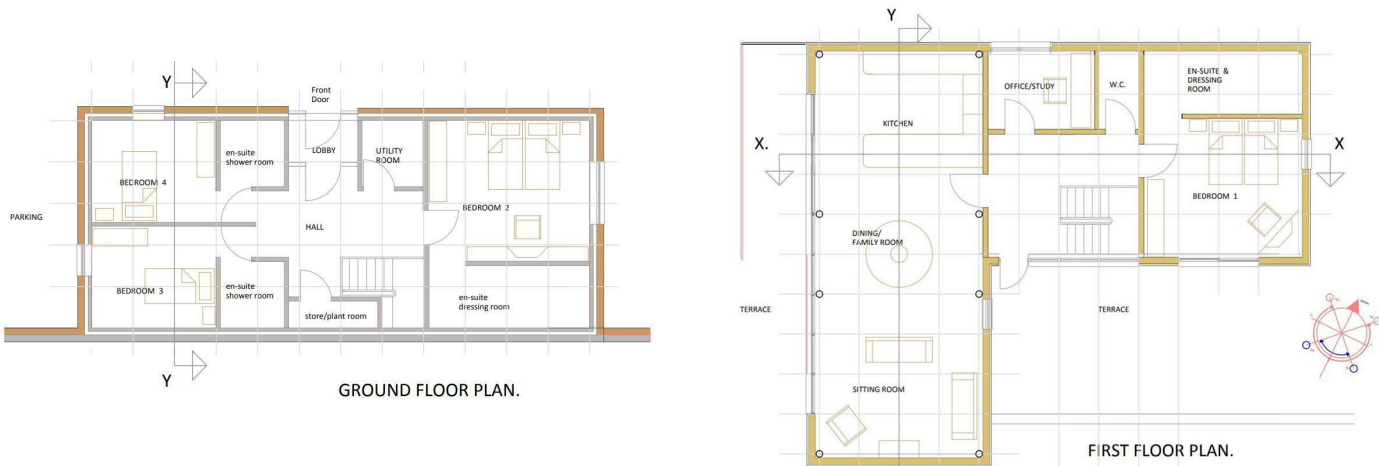 Y
Front
Door
en-suite
shower room
LOBBY
UTILITY
ROOM
BEDROOM 4
BEDROOM 2
PARKING
HALL
BEDROOM 3
en-suite
shower room
en-suite
dressing room
store/plant room
Y
GROUND FLOOR PLAN.
Y
EN-SUITE &
DRESSING
ROOM
OFFICE/STUDY
W.C.
KITCHEN
X.
X
BEDROOM 1
DINING/
FAMILY ROOM
TERRACE
TERRACE
SITTING ROOM
Y
FIRST FLOOR PLAN.